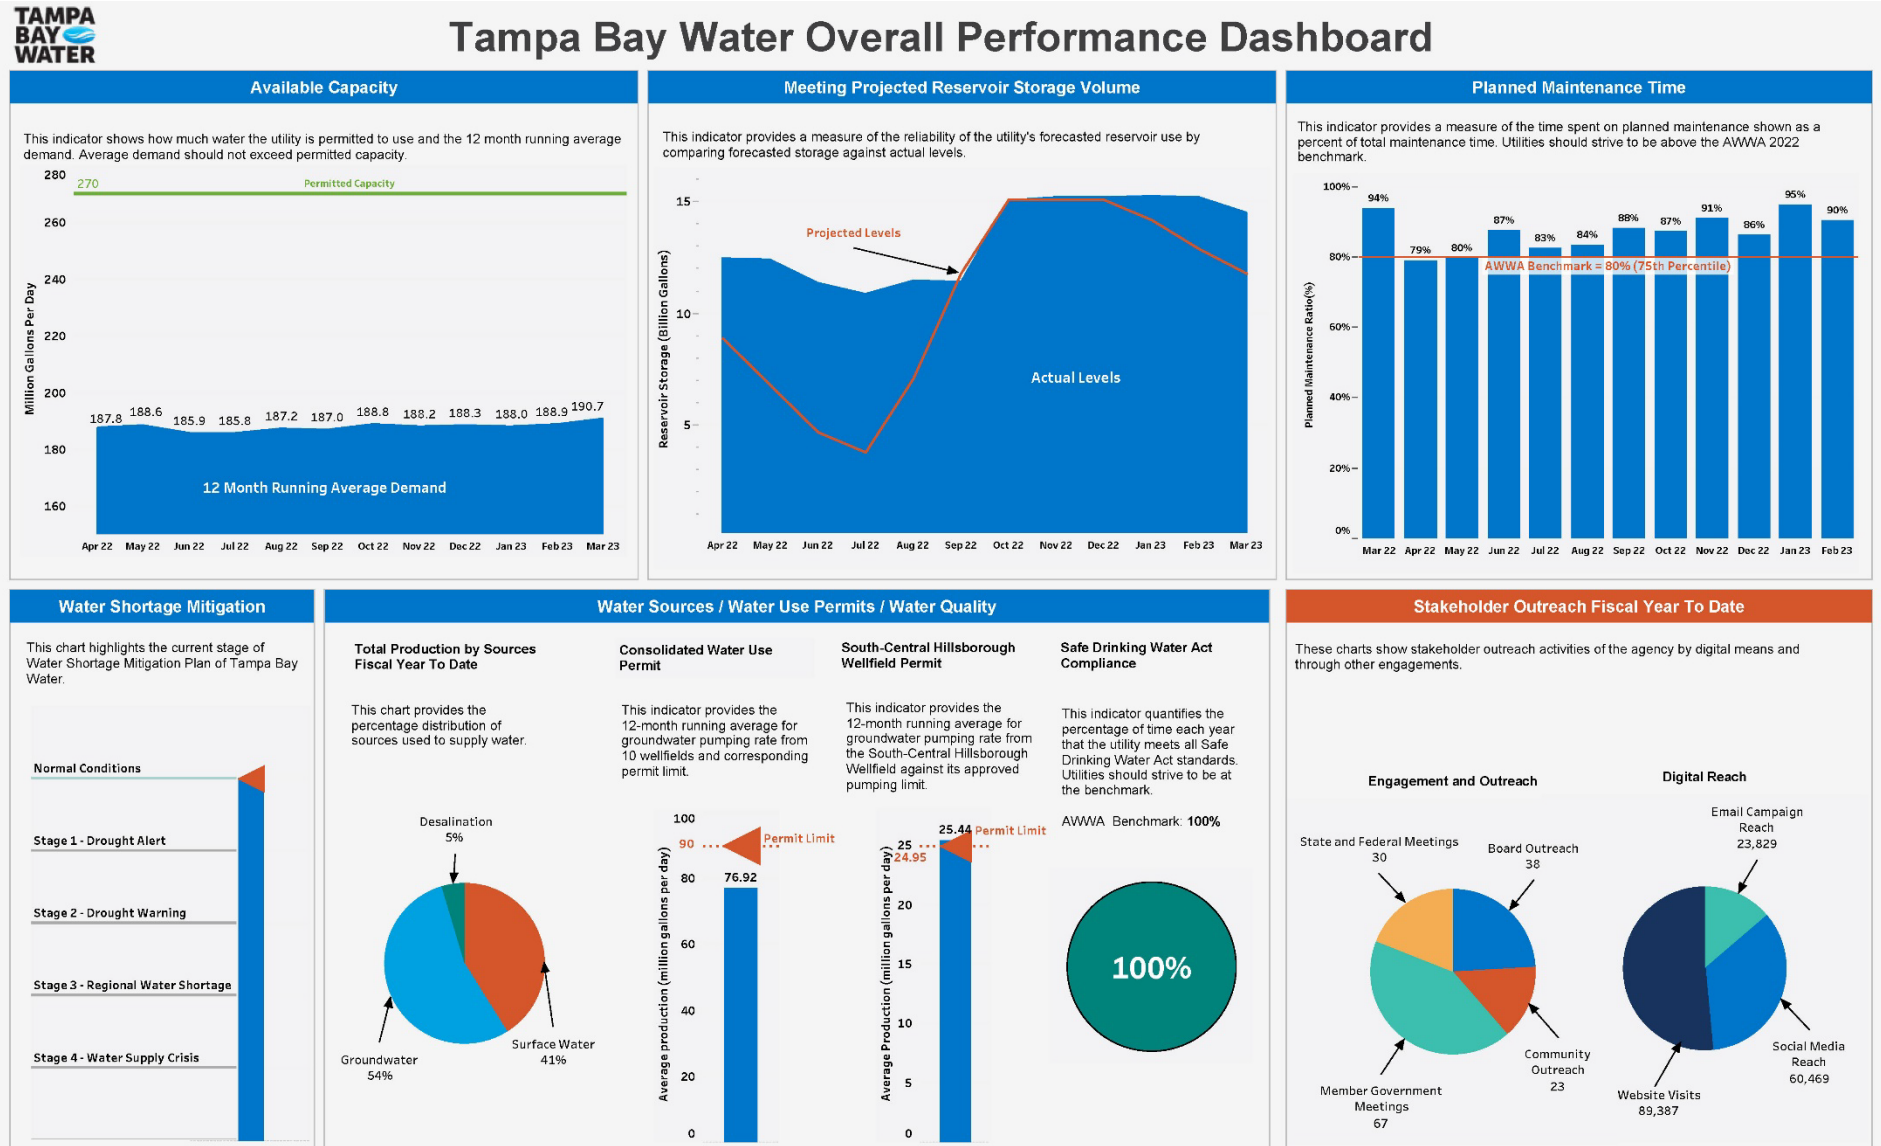 TAMPA
BAY
WATER
Tampa Bay Water Overall Performance Dashboard
Available Capacity
This indicator shows how much water the utility is permitted to use and the 12 month running average
demand. Average demand should not exceed permitted capacity.
280
270
Permitted Capacity
260
240
220
200
180
160
Million Gallons Per Day
187.8
188.6
185.9
185.8
187.2
187.0
188.8
188.2
188.3
188.0
188.9
190.7
12 Month Running Average Demand
Apr 22
May 22
Jun 22
Jul 22
Aug 22
Sep 22
Oct 22
Nov 22
Dec 22
Jan 23
Feb 23
Mar 23
Meeting Projected Reservoir Storage Volume
This indicator provides a measure of the reliability of the utility's forecasted reservoir use by
comparing forecasted storage against actual levels.
15
10
5
Reservoir Storage (Billion Gallons)
Projected Levels
Actual Levels
Apr 22
May 22
Jun 22
Jul 22
Aug 22
Sep 22
Oct 22
Nov 22
Dec 22
Jan 23
Feb 23
Mar 23
Planned Maintenance Time
This indicator provides a measure of the time spent on planned maintenance shown as a
percent of total maintenance time. Utilities should strive to be above the AWWA 2022
benchmark.
100%
80%
60%
40%
20%
0%
Planned Maintenance Ratio(%)
94%
79%
80%
87%
83%
84%
88%
87%
91%
86%
95%
90%
AWWA Benchmark = 80% (75th Percentile)
Mar 22
Apr 22
May 22
Jun 22
Jul 22
Aug 22
Sep 22
Oct 22
Nov 22
Dec 22
Jan 23
Feb 23
Water Shortage Mitigation
This chart highlights the current stage of
Water Shortage Mitigation Plan of Tampa Bay
Water.
Normal Conditions
Stage 1 - Drought Alert
Stage 2 - Drought Warning
Stage 3 - Regional Water Shortage
Stage 4 - Water Supply Crisis
Water Sources / Water Use Permits / Water Quality
Total Production by Sources
Fiscal Year To Date
This chart provides the
percentage distribution of
sources used to supply water.
Desalination
5%
Groundwater
54%
Surface Water
41%
Consolidated Water Use
Permit
This indicator provides the
12-month running average for
groundwater pumping rate from
10 wellfields and corresponding
permit limit.
100
90
80
60
40
20
0
Average production (million gallons per day)
Permit Limit
76.92
South-Central Hillsborough
Wellfield Permit
This indicator provides the
12-month running average for
groundwater pumping rate from
the South-Central Hillsborough
Wellfield against its approved
pumping limit.
25.44
Permit Limit
25
24.95
20
15
10
5
0
Average Production (million gallons per day)
Safe Drinking Water Act
Compliance
This indicator quantifies the
percentage of time each year
that the utility meets all Safe
Drinking Water Act standards.
Utilities should strive to be at
the benchmark.
AWWA Benchmark: 100%
100%
Stakeholder Outreach Fiscal Year To Date
These charts show stakeholder outreach activities of the agency by digital means and
through other engagements.
Engagement and Outreach
State and Federal Meetings
30
Board Outreach
38
Community
Outreach
23
Member Government
Meetings
67
Digital Reach
Email Campaign
Reach
23,829
Social Media
Reach
60,469
Website Visits
89,387